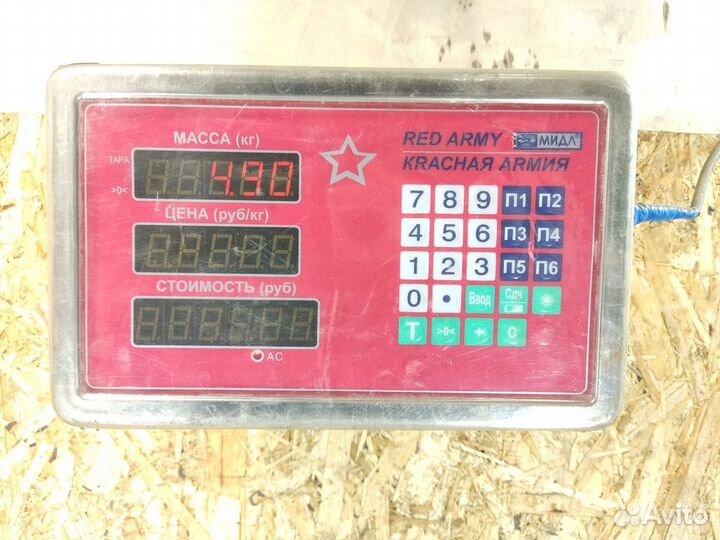 МАССА (кг)
RED ARMY МИДЛ
КRАСНАЯ АRМИЯ
ТАРА
>0<
4.90
ЦЕНА (руб/кг)
СТОИМОСТЬ (руб)
АС
7 8 9 П1 П2
4 5 6 П3 П4
1 2 3 П5 П6
0 • Ввод Сдч
T >0< + C
Avito